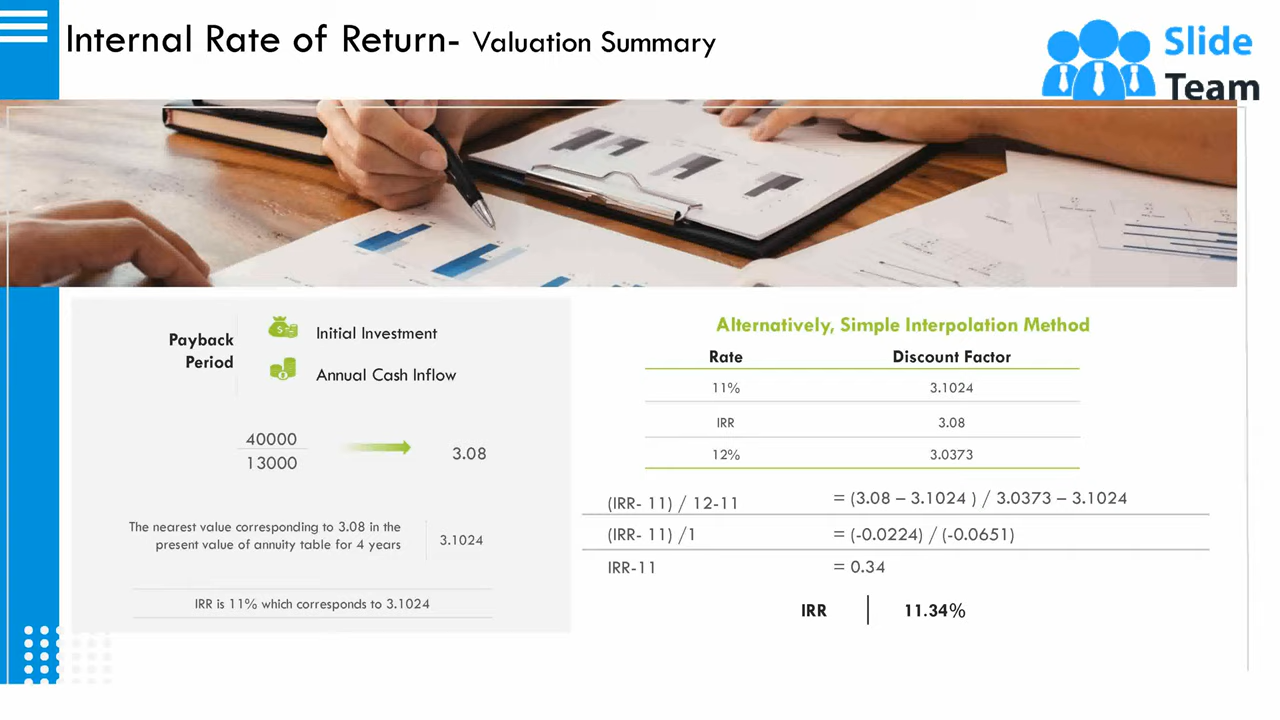 Internal Rate of Return- Valuation Summary
Slide
Team
Payback
Period
Initial Investment
Annual Cash Inflow
40000
13000
3.08
The nearest value corresponding to 3.08 in the
present value of annuity table for 4 years
3.1024
IRR is 11% which corresponds to 3.1024
Alternatively, Simple Interpolation Method
Rate Discount Factor
11% 3.1024
IRR 3.08
12% 3.0373
(IRR- 11) / 12-11 = (3.08 – 3.1024 ) / 3.0373 – 3.1024
(IRR- 11) /1 = (-0.0224) / (-0.0651)
IRR-11 = 0.34
IRR 11.34%